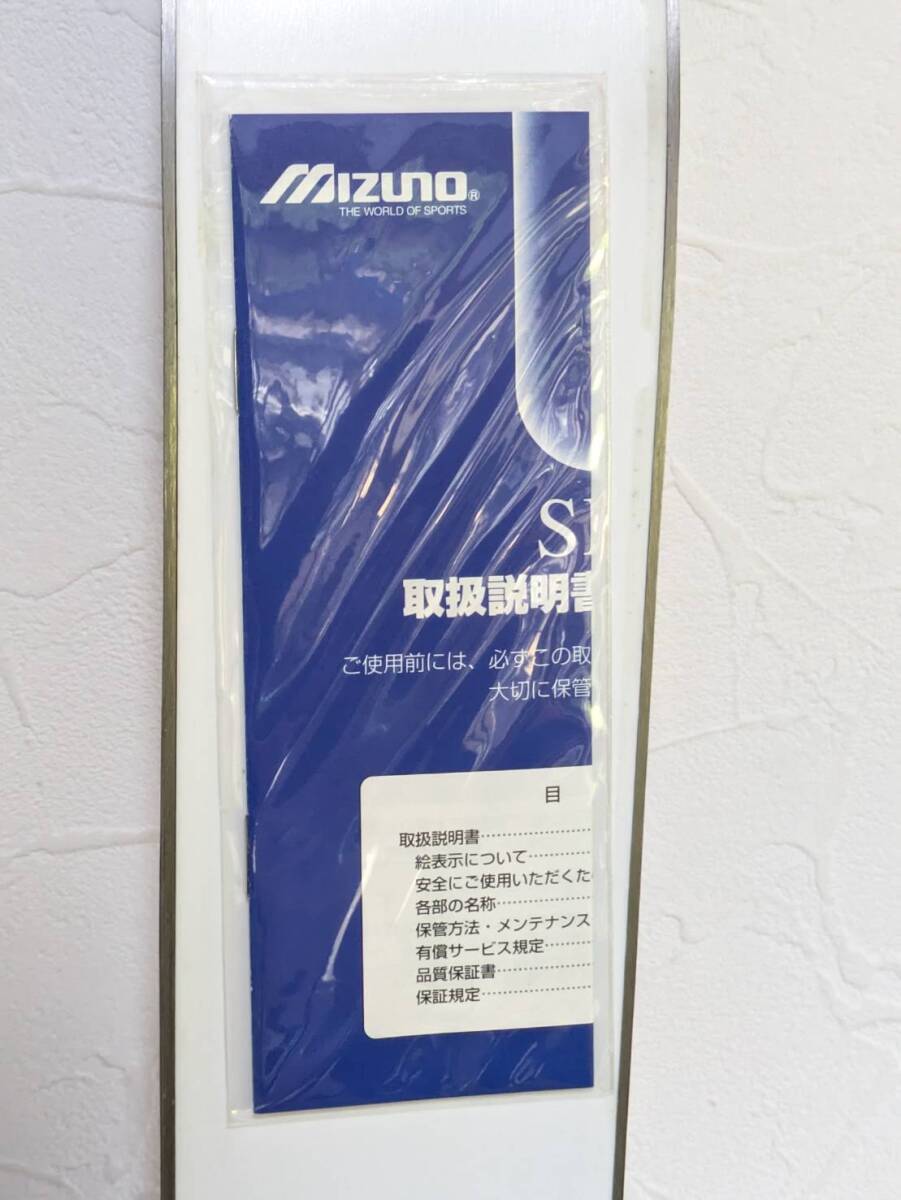 MIZUNO®
THE WORLD OF SPORTS
取扱説明書
ご使用前には、必ずこの取
大切に保管
目
取扱説明書
絵表示について
安全にご使用いただくた
各部の名称
保管方法・メンテナンス
有償サービス規定
品質保証書
保証規定